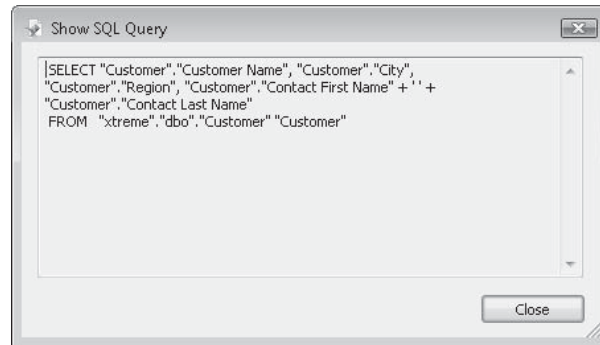 Show SQL Query
SELECT "Customer"."Customer Name", "Customer"."City",
"Customer"."Region", "Customer"."Contact First Name" + ' ' +
"Customer"."Contact Last Name"
FROM   "xtreme"."dbo"."Customer" "Customer"
Close